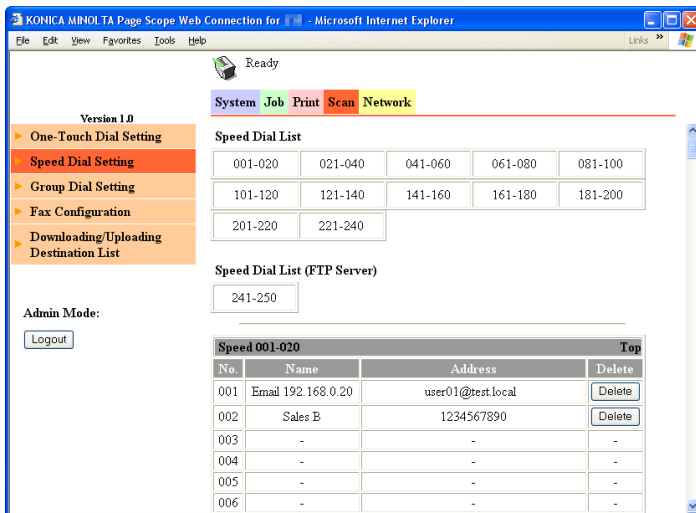 KONICA MINOLTA Page Scope Web Connection for - Microsoft Internet Explorer
File Edit View Favorites Tools Help
Links »
Ready
System Job Print Scan Network
Version 1.0
One-Touch Dial Setting
Speed Dial Setting
Group Dial Setting
Fax Configuration
Downloading/Uploading
Destination List
Admin Mode:
Logout
Speed Dial List
001-020 021-040 041-060 061-080 081-100
101-120 121-140 141-160 161-180 181-200
201-220 221-240
Speed Dial List (FTP Server)
241-250
Speed 001-020 Top
No. Name Address Delete
001 Email 192.168.0.20 user01@test.local Delete
002 Sales B 1234567890 Delete
003 - - -
004 - - -
005 - - -
006 - - -